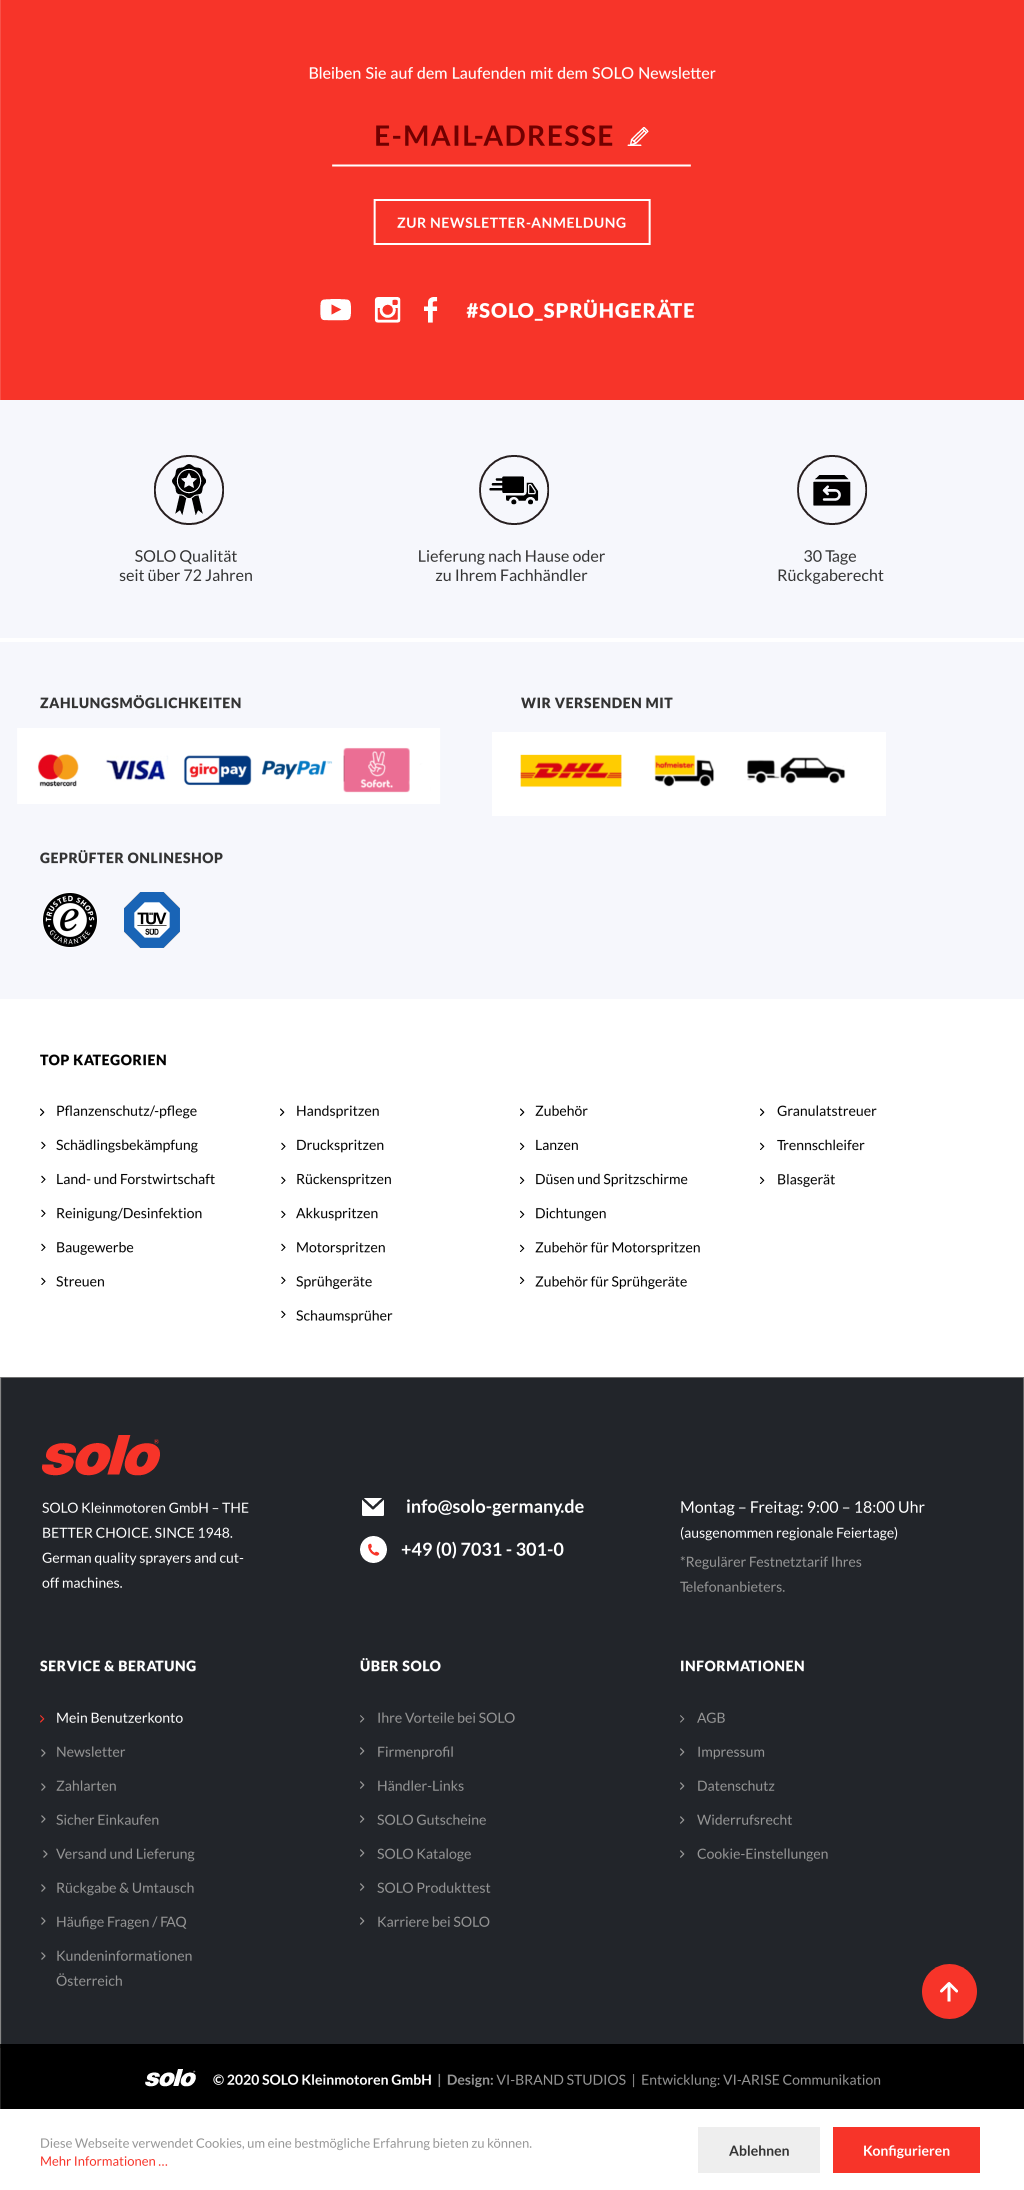 Bleiben Sie auf dem Laufenden mit dem SOLO Newsletter
E-MAIL-ADRESSE
ZUR NEWSLETTER-ANMELDUNG
#SOLO_SPRÜHGERÄTE
SOLO Qualität
seit über 72 Jahren
Lieferung nach Hause oder
zu Ihrem Fachhändler
30 Tage
Rückgaberecht
ZAHLUNGSMÖGLICHKEITEN
WIR VERSENDEN MIT
mastercard
VISA
giropay
PayPal
Sofort.
DHL
hofmeister
GEPRÜFTER ONLINESHOP
TRUSTED SHOPS
e
GUARANTEE
TÜV
SÜD
TOP KATEGORIEN
Pflanzenschutz/-pflege
Schädlingsbekämpfung
Land- und Forstwirtschaft
Reinigung/Desinfektion
Baugewerbe
Streuen
Handspritzen
Druckspritzen
Rückenspritzen
Akkuspritzen
Motorspritzen
Sprühgeräte
Schaumsprüher
Zubehör
Lanzen
Düsen und Spritzschirme
Dichtungen
Zubehör für Motorspritzen
Zubehör für Sprühgeräte
Granulatstreuer
Trennschleifer
Blasgerät
solo
SOLO Kleinmotoren GmbH – THE
BETTER CHOICE. SINCE 1948.
German quality sprayers and cut-
off machines.
info@solo-germany.de
+49 (0) 7031 - 301-0
Montag – Freitag: 9:00 – 18:00 Uhr
(ausgenommen regionale Feiertage)
*Regulärer Festnetztarif Ihres
Telefonanbieters.
SERVICE & BERATUNG
Mein Benutzerkonto
Newsletter
Zahlarten
Sicher Einkaufen
Versand und Lieferung
Rückgabe & Umtausch
Häufige Fragen / FAQ
Kundeninformationen
Österreich
ÜBER SOLO
Ihre Vorteile bei SOLO
Firmenprofil
Händler-Links
SOLO Gutscheine
SOLO Kataloge
SOLO Produkttest
Karriere bei SOLO
INFORMATIONEN
AGB
Impressum
Datenschutz
Widerrufsrecht
Cookie-Einstellungen
solo © 2020 SOLO Kleinmotoren GmbH | Design: VI-BRAND STUDIOS | Entwicklung: VI-ARISE Communikation
Diese Webseite verwendet Cookies, um eine bestmögliche Erfahrung bieten zu können.
Mehr Informationen ...
Ablehnen
Konfigurieren